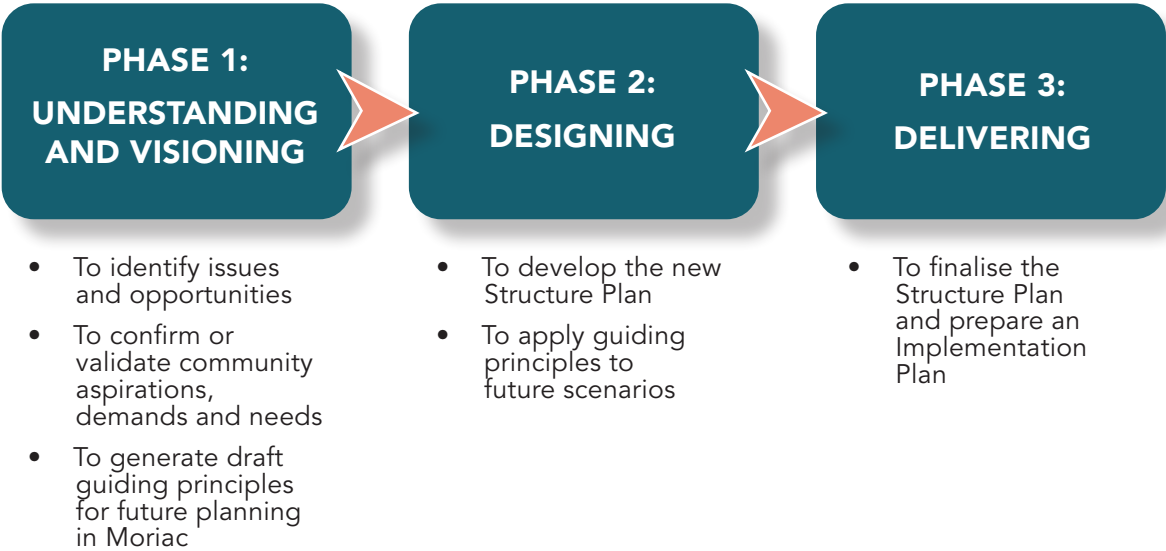 PHASE 1:
UNDERSTANDING
AND VISIONING
• To identify issues
and opportunities
• To confirm or
validate community
aspirations,
demands and needs
• To generate draft
guiding principles
for future planning
in Moriac
PHASE 2:
DESIGNING
• To develop the new
Structure Plan
• To apply guiding
principles to
future scenarios
PHASE 3:
DELIVERING
• To finalise the
Structure Plan
and prepare an
Implementation
Plan